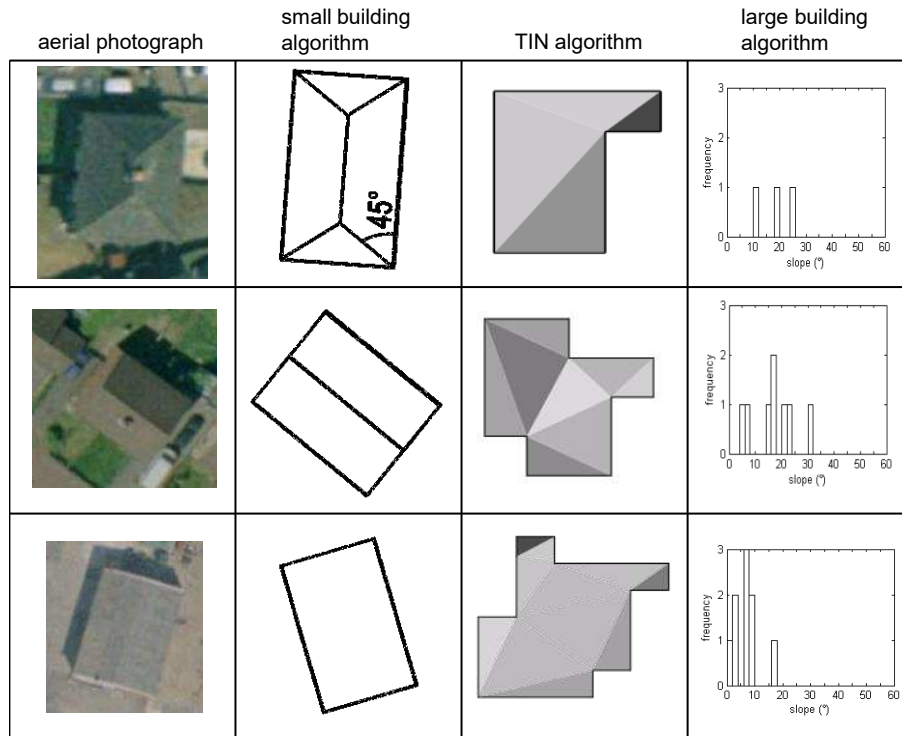 aerial photograph
small building
algorithm
TIN algorithm
large building
algorithm
45°
frequency
3
2
1
0
0 10 20 30 40 50 60
slope (°)
frequency
3
2
1
0
0 10 20 30 40 50 60
slope (°)
frequency
3
2
1
0
0 10 20 30 40 50 60
slope (°)